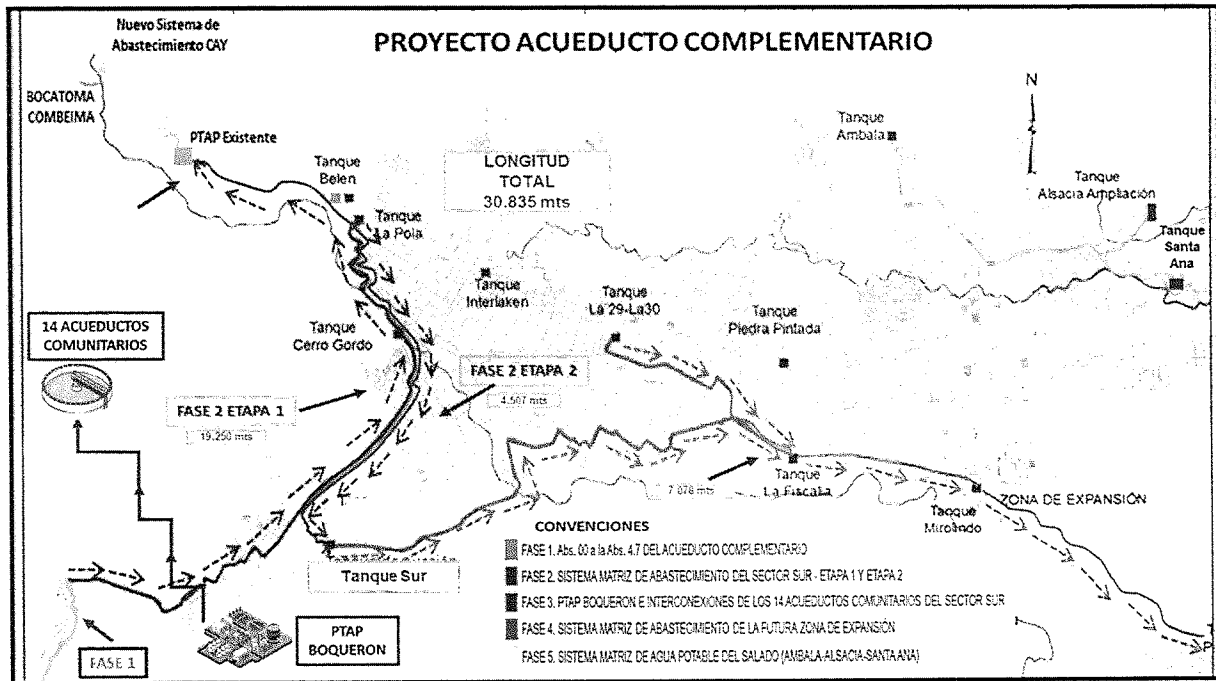 PROYECTO ACUEDUCTO COMPLEMENTARIO
Nuevo Sistema de
Abastecimiento CAY
BOCATOMA
COMBEIMA
PTAP Existente
Tanque
Belen
Tanque
La Pola
LONGITUD
TOTAL
30.835 mts
N
Tanque
Ambala
Tanque
Alsacia Ampliación
Tanque
Santa
Ana
Tanque
Interlaken
Tanque
La 29-La30
Tanque
Piedra Pintada
Tanque
Cerro Gordo
14 ACUEDUCTOS
COMUNITARIOS
FASE 2 ETAPA 1
19.250 mts
FASE 2 ETAPA 2
4.507 mts
7.078 mts
Tanque
La Fiscalia
Tanque
Mirolindo
ZONA DE EXPANSIÓN
Tanque Sur
PTAP
BOQUERON
FASE 1
CONVENCIONES
FASE 1. Abs. 00 a la Abs. 4.7 DEL ACUEDUCTO COMPLEMENTARIO
FASE 2. SISTEMA MATRIZ DE ABASTECIMIENTO DEL SECTOR SUR - ETAPA 1 Y ETAPA 2
FASE 3. PTAP BOQUERON E INTERCONEXIONES DE LOS 14 ACUEDUCTOS COMUNITARIOS DEL SECTOR SUR
FASE 4. SISTEMA MATRIZ DE ABASTECIMIENTO DE LA FUTURA ZONA DE EXPANSIÓN
FASE 5. SISTEMA MATRIZ DE AGUA POTABLE DEL SALADO (AMBALA-ALSACIA-SANTA ANA)